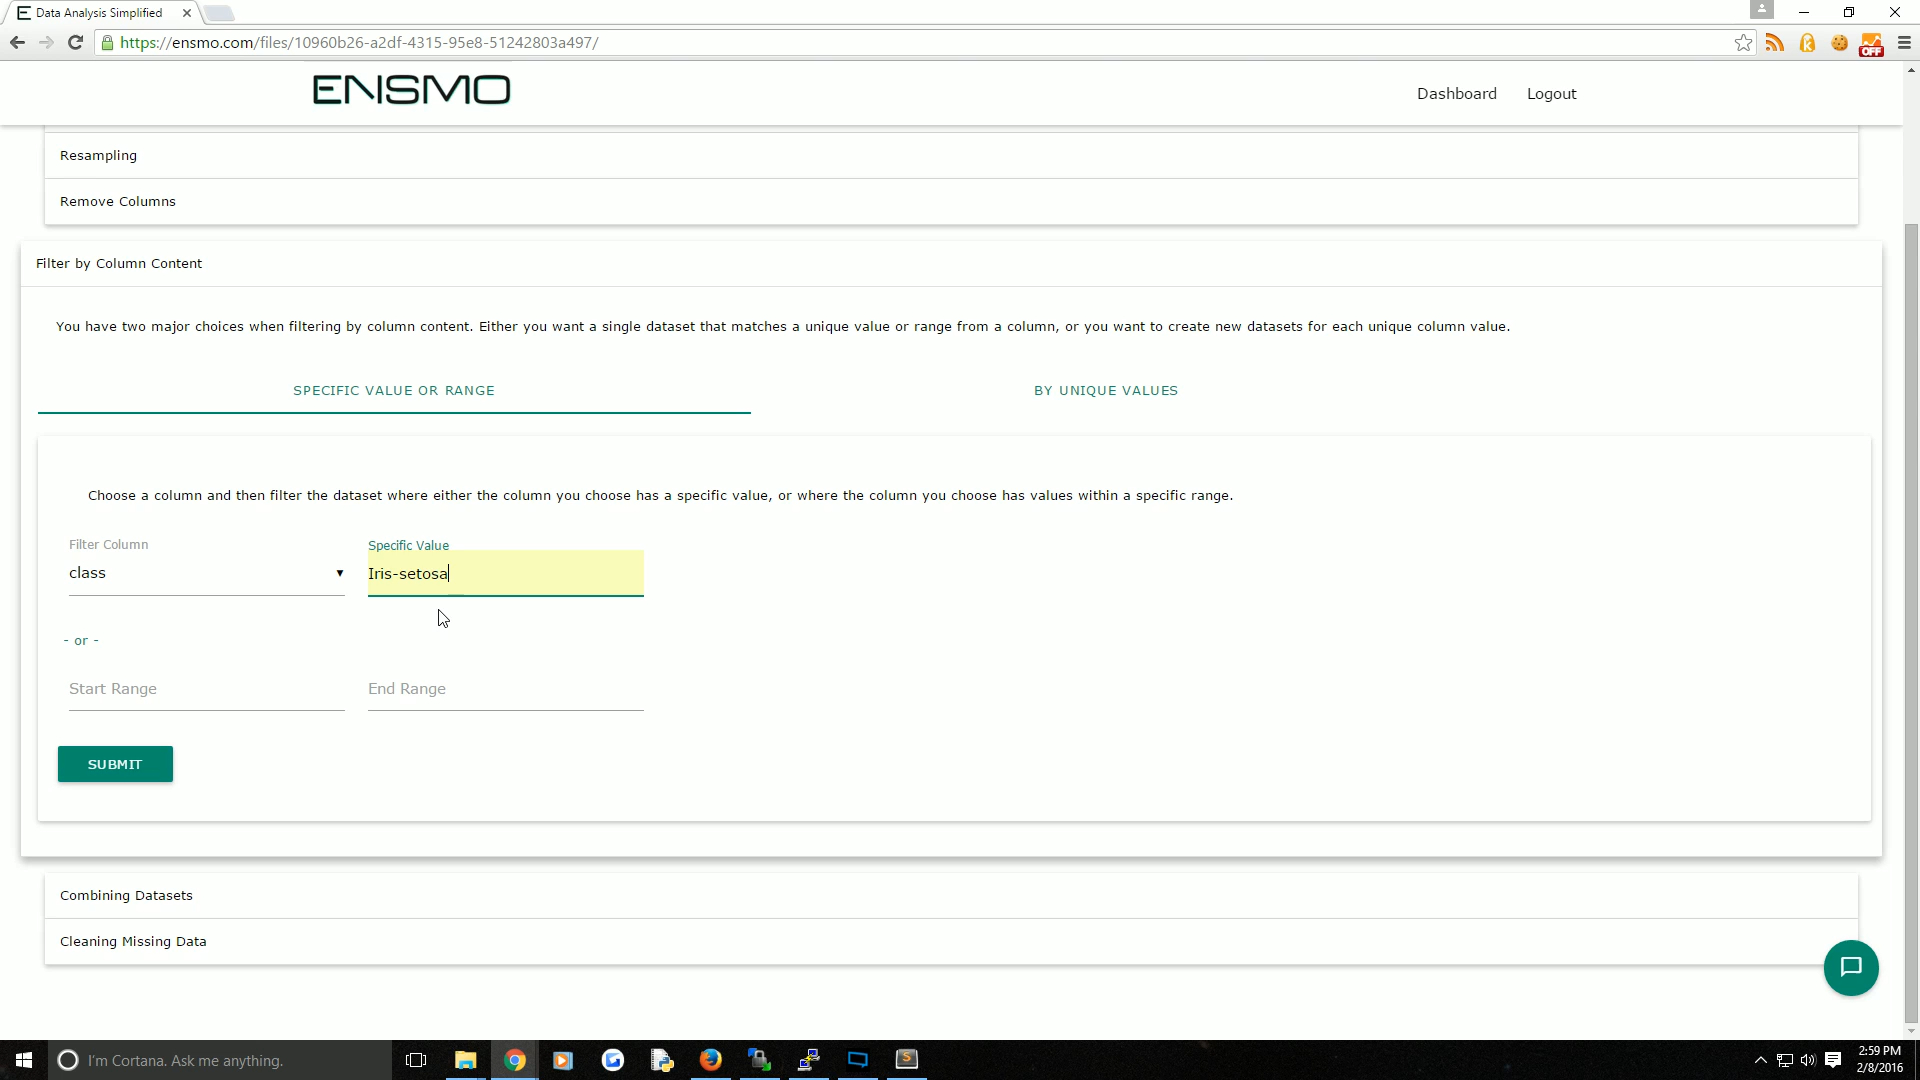 Data Analysis Simplified
https://ensmo.com/files/10960b26-a2df-4315-95e8-51242803a497/
OFF
ENSMO
Dashboard
Logout
Resampling
Remove Columns
Filter by Column Content
You have two major choices when filtering by column content. Either you want a single dataset that matches a unique value or range from a column, or you want to create new datasets for each unique column value.
SPECIFIC VALUE OR RANGE
BY UNIQUE VALUES
Choose a column and then filter the dataset where either the column you choose has a specific value, or where the column you choose has values within a specific range.
Filter Column
Specific Value
class
Iris-setosa
- or -
Start Range
End Range
SUBMIT
Combining Datasets
Cleaning Missing Data
I'm Cortana. Ask me anything.
2:59 PM
2/8/2016